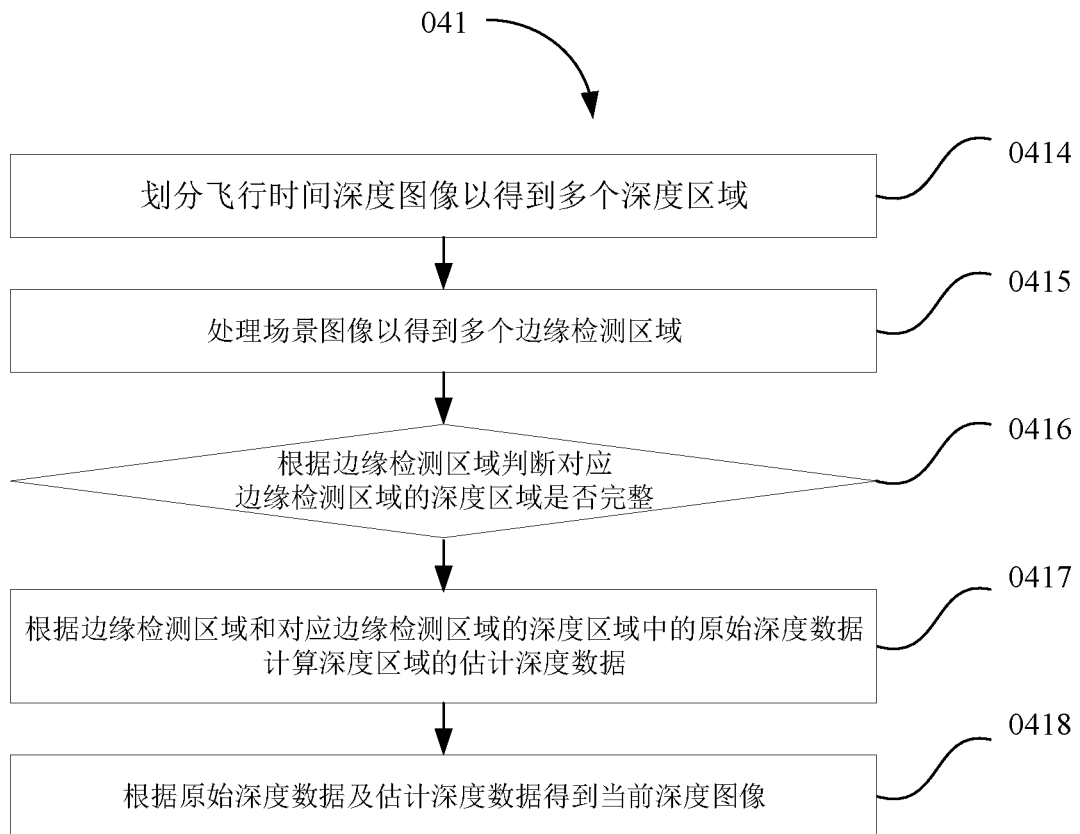 041
0414
划分飞行时间深度图像以得到多个深度区域
0415
处理场景图像以得到多个边缘检测区域
0416
根据边缘检测区域判断对应
边缘检测区域的深度区域是否完整
0417
根据边缘检测区域和对应边缘检测区域的深度区域中的原始深度数据
计算深度区域的估计深度数据
0418
根据原始深度数据及估计深度数据得到当前深度图像